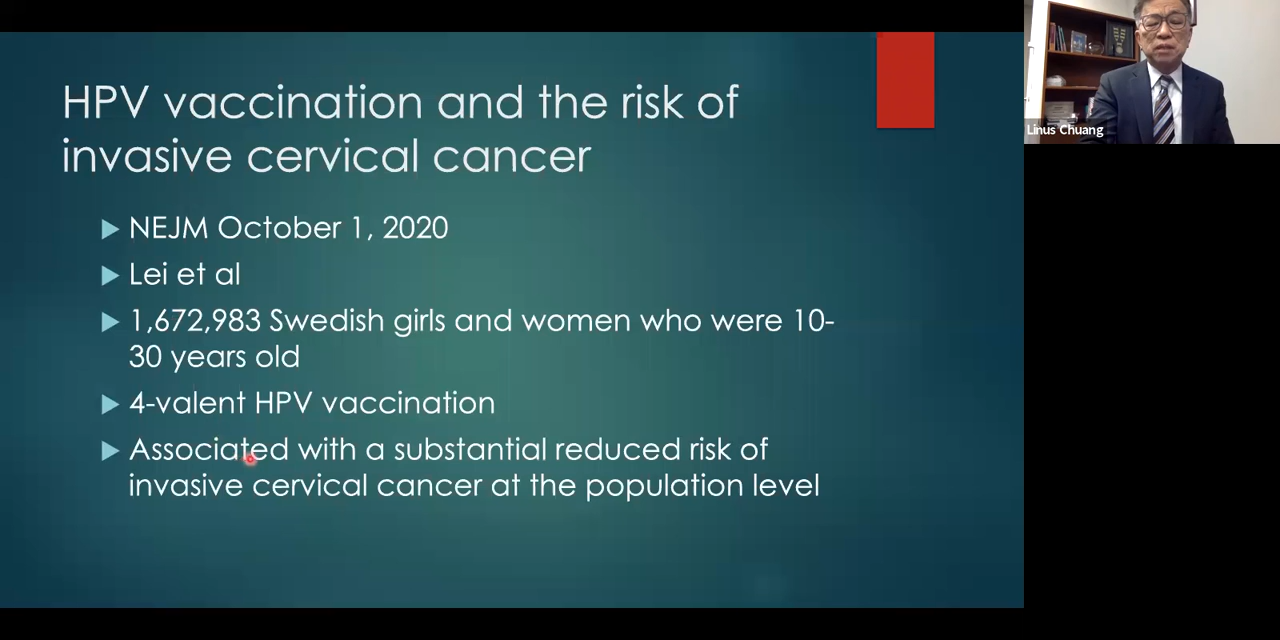 HPV vaccination and the risk of
invasive cervical cancer
NEJM October 1, 2020
Lei et al
1,672,983 Swedish girls and women who were 10-
30 years old
4-valent HPV vaccination
Associated with a substantial reduced risk of
invasive cervical cancer at the population level
Linus Chuang